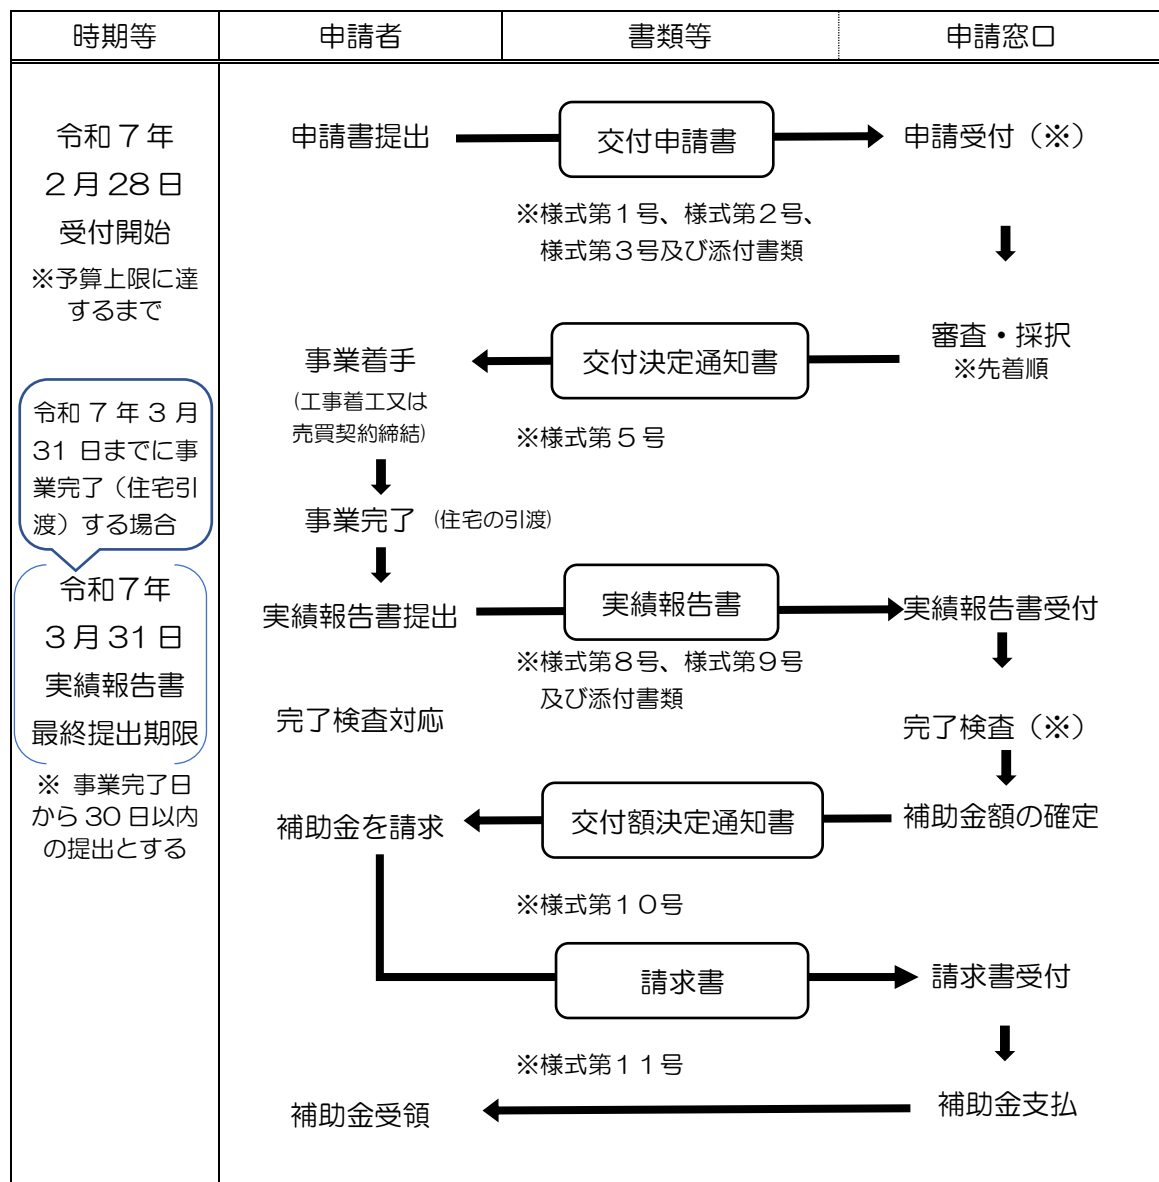 時期等
申請者
書類等
申請窓口
令和７年
２月28日
受付開始
※予算上限に達
するまで
申請書提出
交付申請書
申請受付（※）
※様式第１号、様式第２号、
様式第３号及び添付書類
審査・採択
※先着順
交付決定通知書
事業着手
(工事着工又は
売買契約締結)
※様式第５号
令和７年３月
31日までに事
業完了（住宅引
渡）する場合
事業完了 (住宅の引渡)
令和７年
３月31日
実績報告書
最終提出期限
※ 事業完了日
から30日以内
の提出とする
実績報告書提出
実績報告書
実績報告書受付
※様式第８号、様式第９号
及び添付書類
完了検査対応
完了検査（※）
補助金額の確定
交付額決定通知書
補助金を請求
※様式第１０号
請求書
請求書受付
※様式第１１号
補助金支払
補助金受領